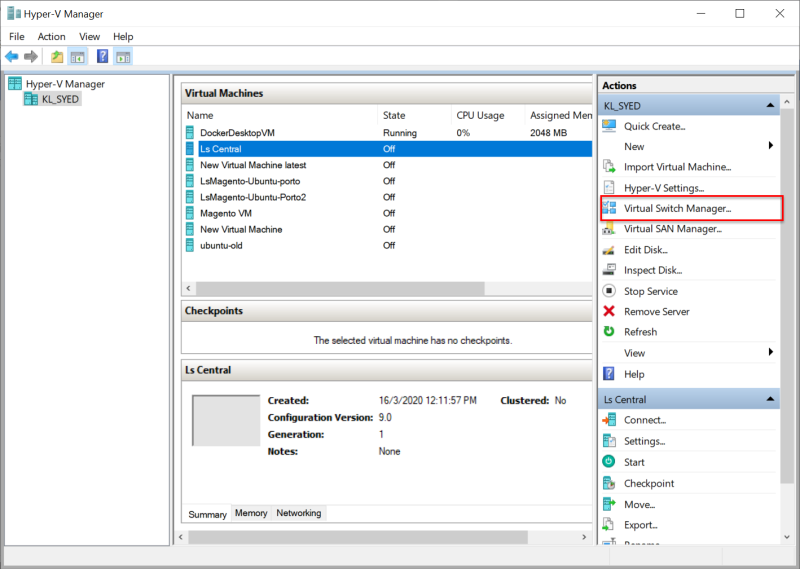 Hyper-V Manager
File Action View Help
Hyper-V Manager
KL_SYED
Virtual Machines
Name State CPU Usage Assigned Mem
DockerDesktopVM Running 0% 2048 MB
Ls Central Off
New Virtual Machine latest Off
LsMagento-Ubuntu-porto Off
LsMagento-Ubuntu-Porto2 Off
Magento VM Off
New Virtual Machine Off
ubuntu-old Off
Checkpoints
The selected virtual machine has no checkpoints.
Ls Central
Created: 16/3/2020 12:11:57 PM Clustered: No
Configuration Version: 9.0
Generation: 1
Notes: None
Summary Memory Networking
Actions
KL_SYED
Quick Create...
New
Import Virtual Machine...
Hyper-V Settings...
Virtual Switch Manager...
Virtual SAN Manager...
Edit Disk...
Inspect Disk...
Stop Service
Remove Server
Refresh
View
Help
Ls Central
Connect...
Settings...
Start
Checkpoint
Move...
Export...